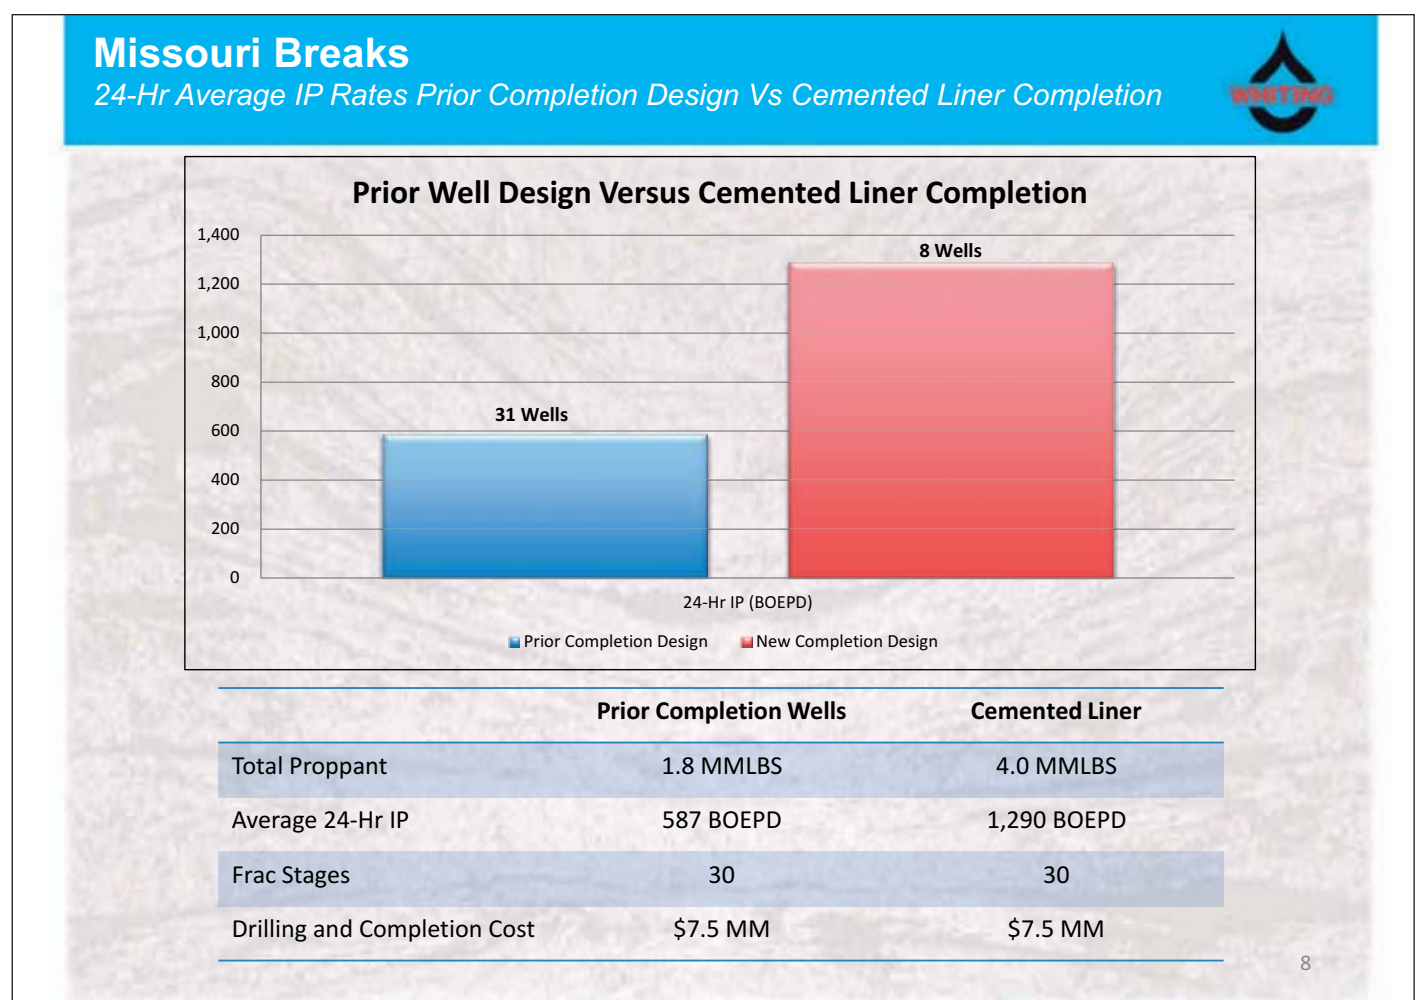 Missouri Breaks
24-Hr Average IP Rates Prior Completion Design Vs Cemented Liner Completion
WHITING
Prior Well Design Versus Cemented Liner Completion
1,400
1,200
1,000
800
600
400
200
0
31 Wells
8 Wells
24-Hr IP (BOEPD)
Prior Completion Design New Completion Design
Prior Completion Wells Cemented Liner
Total Proppant 1.8 MMLBS 4.0 MMLBS
Average 24-Hr IP 587 BOEPD 1,290 BOEPD
Frac Stages 30 30
Drilling and Completion Cost $7.5 MM $7.5 MM
8